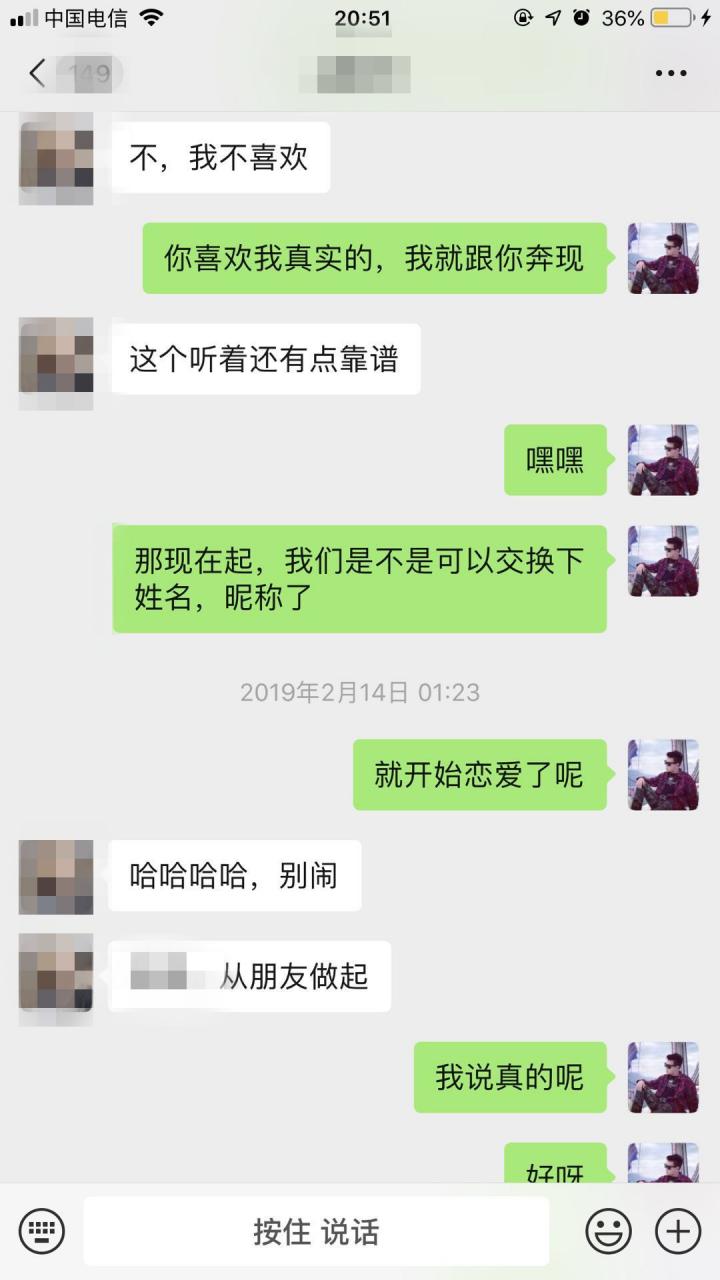 中国电信
20:51
36%
149
不，我不喜欢
你喜欢我真实的，我就跟你奔现
这个听着还有点靠谱
嘿嘿
那现在起，我们是不是可以交换下
姓名，昵称了
2019年2月14日 01:23
就开始恋爱了呢
哈哈哈哈，别闹
从朋友做起
我说真的呢
好呀
按住 说话